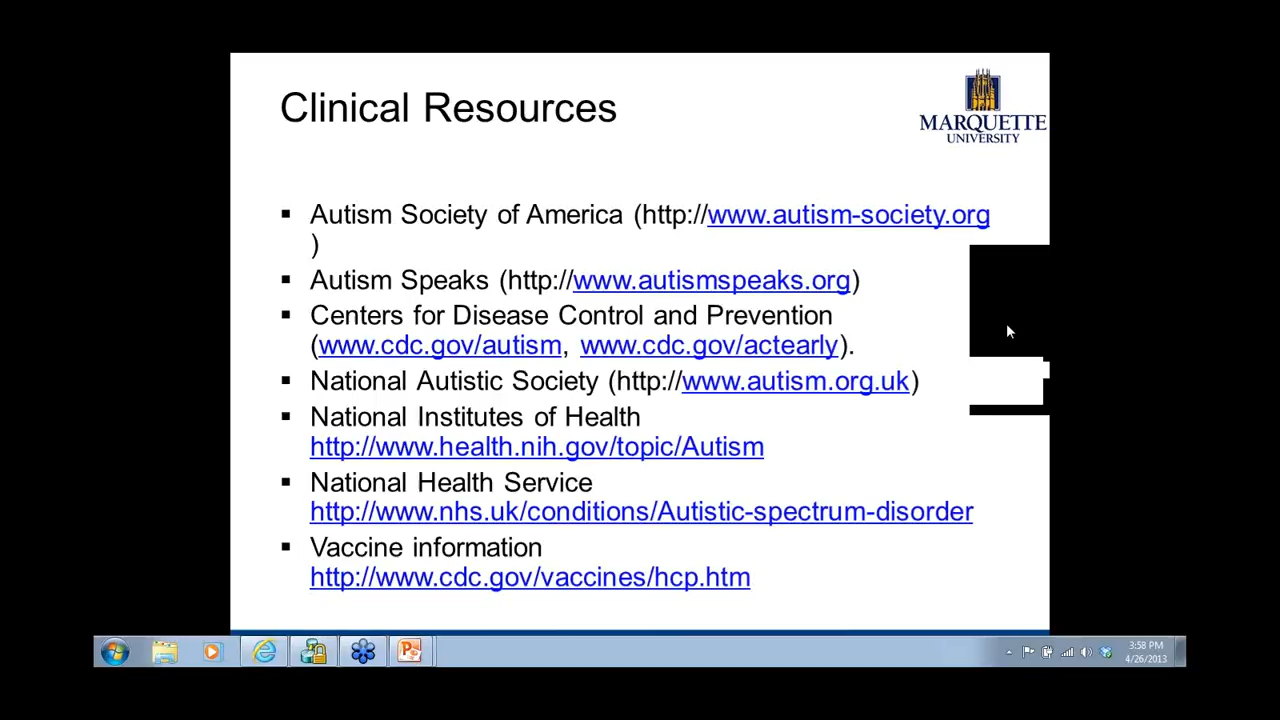 Clinical Resources
MARQUETTE
UNIVERSITY
▪ Autism Society of America (http://www.autism-society.org
)
▪ Autism Speaks (http://www.autismspeaks.org)
▪ Centers for Disease Control and Prevention
(www.cdc.gov/autism, www.cdc.gov/actearly).
▪ National Autistic Society (http://www.autism.org.uk)
▪ National Institutes of Health
http://www.health.nih.gov/topic/Autism
▪ National Health Service
http://www.nhs.uk/conditions/Autistic-spectrum-disorder
▪ Vaccine information
http://www.cdc.gov/vaccines/hcp.htm
3:58 PM
4/26/2013